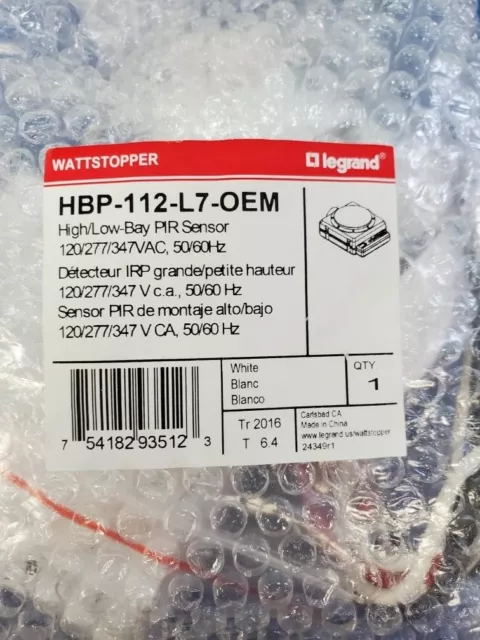 WATTSTOPPER
legrand®
HBP-112-L7-OEM
High/Low-Bay PIR Sensor
120/277/347VAC, 50/60Hz
Détecteur IRP grande/petite hauteur
120/277/347 V c.a., 50/60 Hz
Sensor PIR de montaje alto/bajo
120/277/347 V CA, 50/60 Hz
White
Blanc
Blanco
QTY
1
7 54182 93512 3
Tr 2016
T 6.4
Carlsbad CA
Made in China
www.legrand.us/wattstopper
24349r1